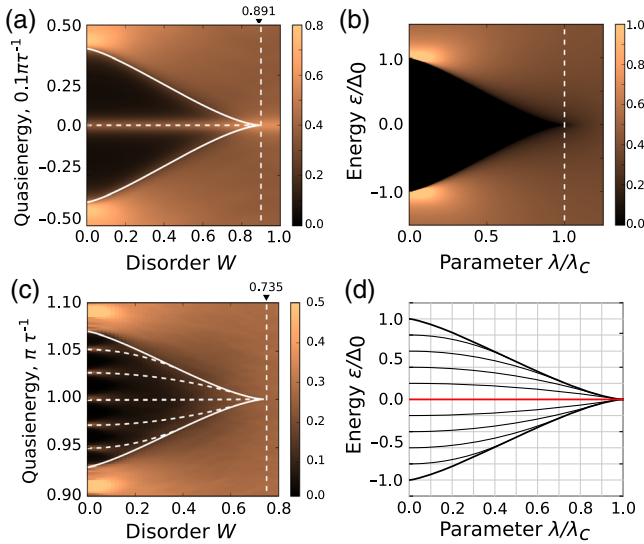 (a)
0.891
0.50
0.25
0.0
−0.25
−0.50
Quasienergy, 0.1πτ⁻¹
0.0 0.2 0.4 0.6 0.8 1.0
Disorder W
0.8
0.6
0.4
0.2
0.0
(b)
1.0
0.0
-1.0
Energy ε/Δ0
0.0 0.5 1.0
Parameter λ/λC
1.0
0.8
0.6
0.4
0.2
0.0
(c)
0.735
1.10
1.05
1.00
0.95
0.90
Quasienergy, π τ⁻¹
0.0 0.2 0.4 0.6 0.8
Disorder W
0.5
0.4
0.3
0.2
0.1
0.0
(d)
1.0
0.5
0.0
-0.5
-1.0
Energy ε/Δ0
0.0 0.2 0.4 0.6 0.8 1.0
Parameter λ/λC